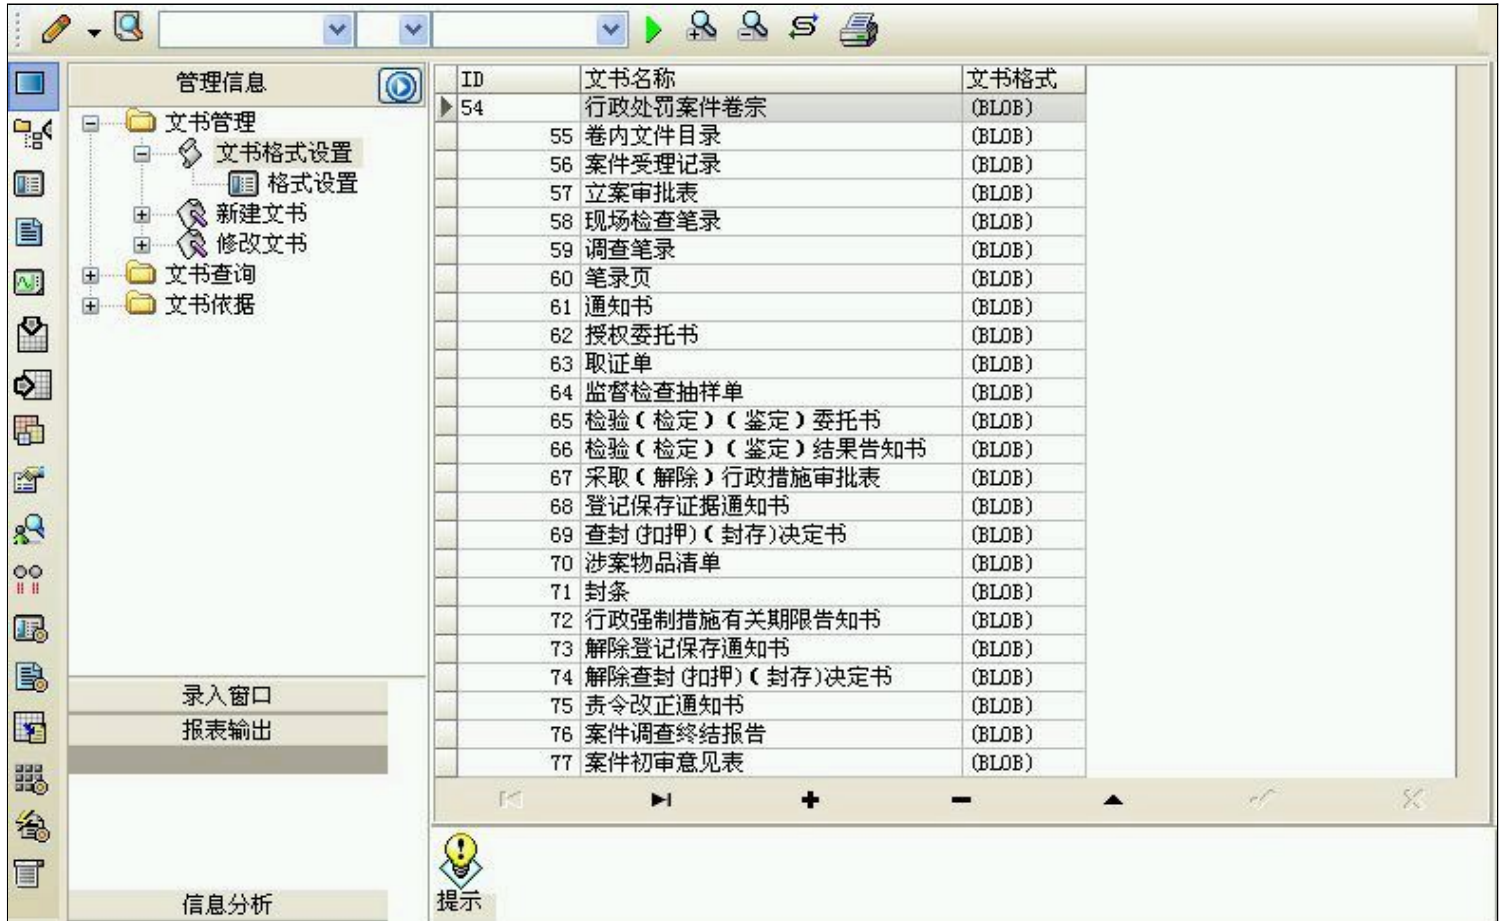 管理信息
文书管理
文书格式设置
格式设置
新建文书
修改文书
文书查询
文书依据
录入窗口
报表输出
信息分析
ID 文书名称 文书格式
54 行政处罚案件卷宗 (BLOB)
55 卷内文件目录 (BLOB)
56 案件受理记录 (BLOB)
57 立案审批表 (BLOB)
58 现场检查笔录 (BLOB)
59 调查笔录 (BLOB)
60 笔录页 (BLOB)
61 通知书 (BLOB)
62 授权委托书 (BLOB)
63 取证单 (BLOB)
64 监督检查抽样单 (BLOB)
65 检验(检定)(鉴定)委托书 (BLOB)
66 检验(检定)(鉴定)结果告知书 (BLOB)
67 采取(解除)行政措施审批表 (BLOB)
68 登记保存证据通知书 (BLOB)
69 查封(扣押)(封存)决定书 (BLOB)
70 涉案物品清单 (BLOB)
71 封条 (BLOB)
72 行政强制措施有关期限告知书 (BLOB)
73 解除登记保存通知书 (BLOB)
74 解除查封(扣押)(封存)决定书 (BLOB)
75 责令改正通知书 (BLOB)
76 案件调查终结报告 (BLOB)
77 案件初审意见表 (BLOB)
提示